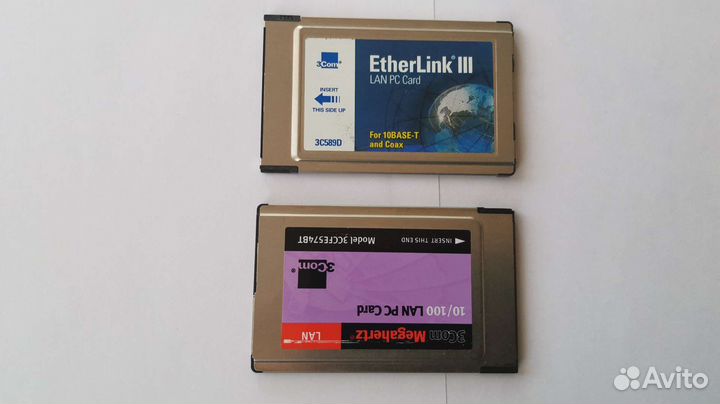 3Com®
INSERT
THIS SIDE UP
3C589D
EtherLink® III
LAN PC Card
For 10BASE-T
and Coax
3Com Megahertz® LAN
10/100 LAN PC Card
3Com®
Model 3CCFE574BT
INSERT THIS END
Avito